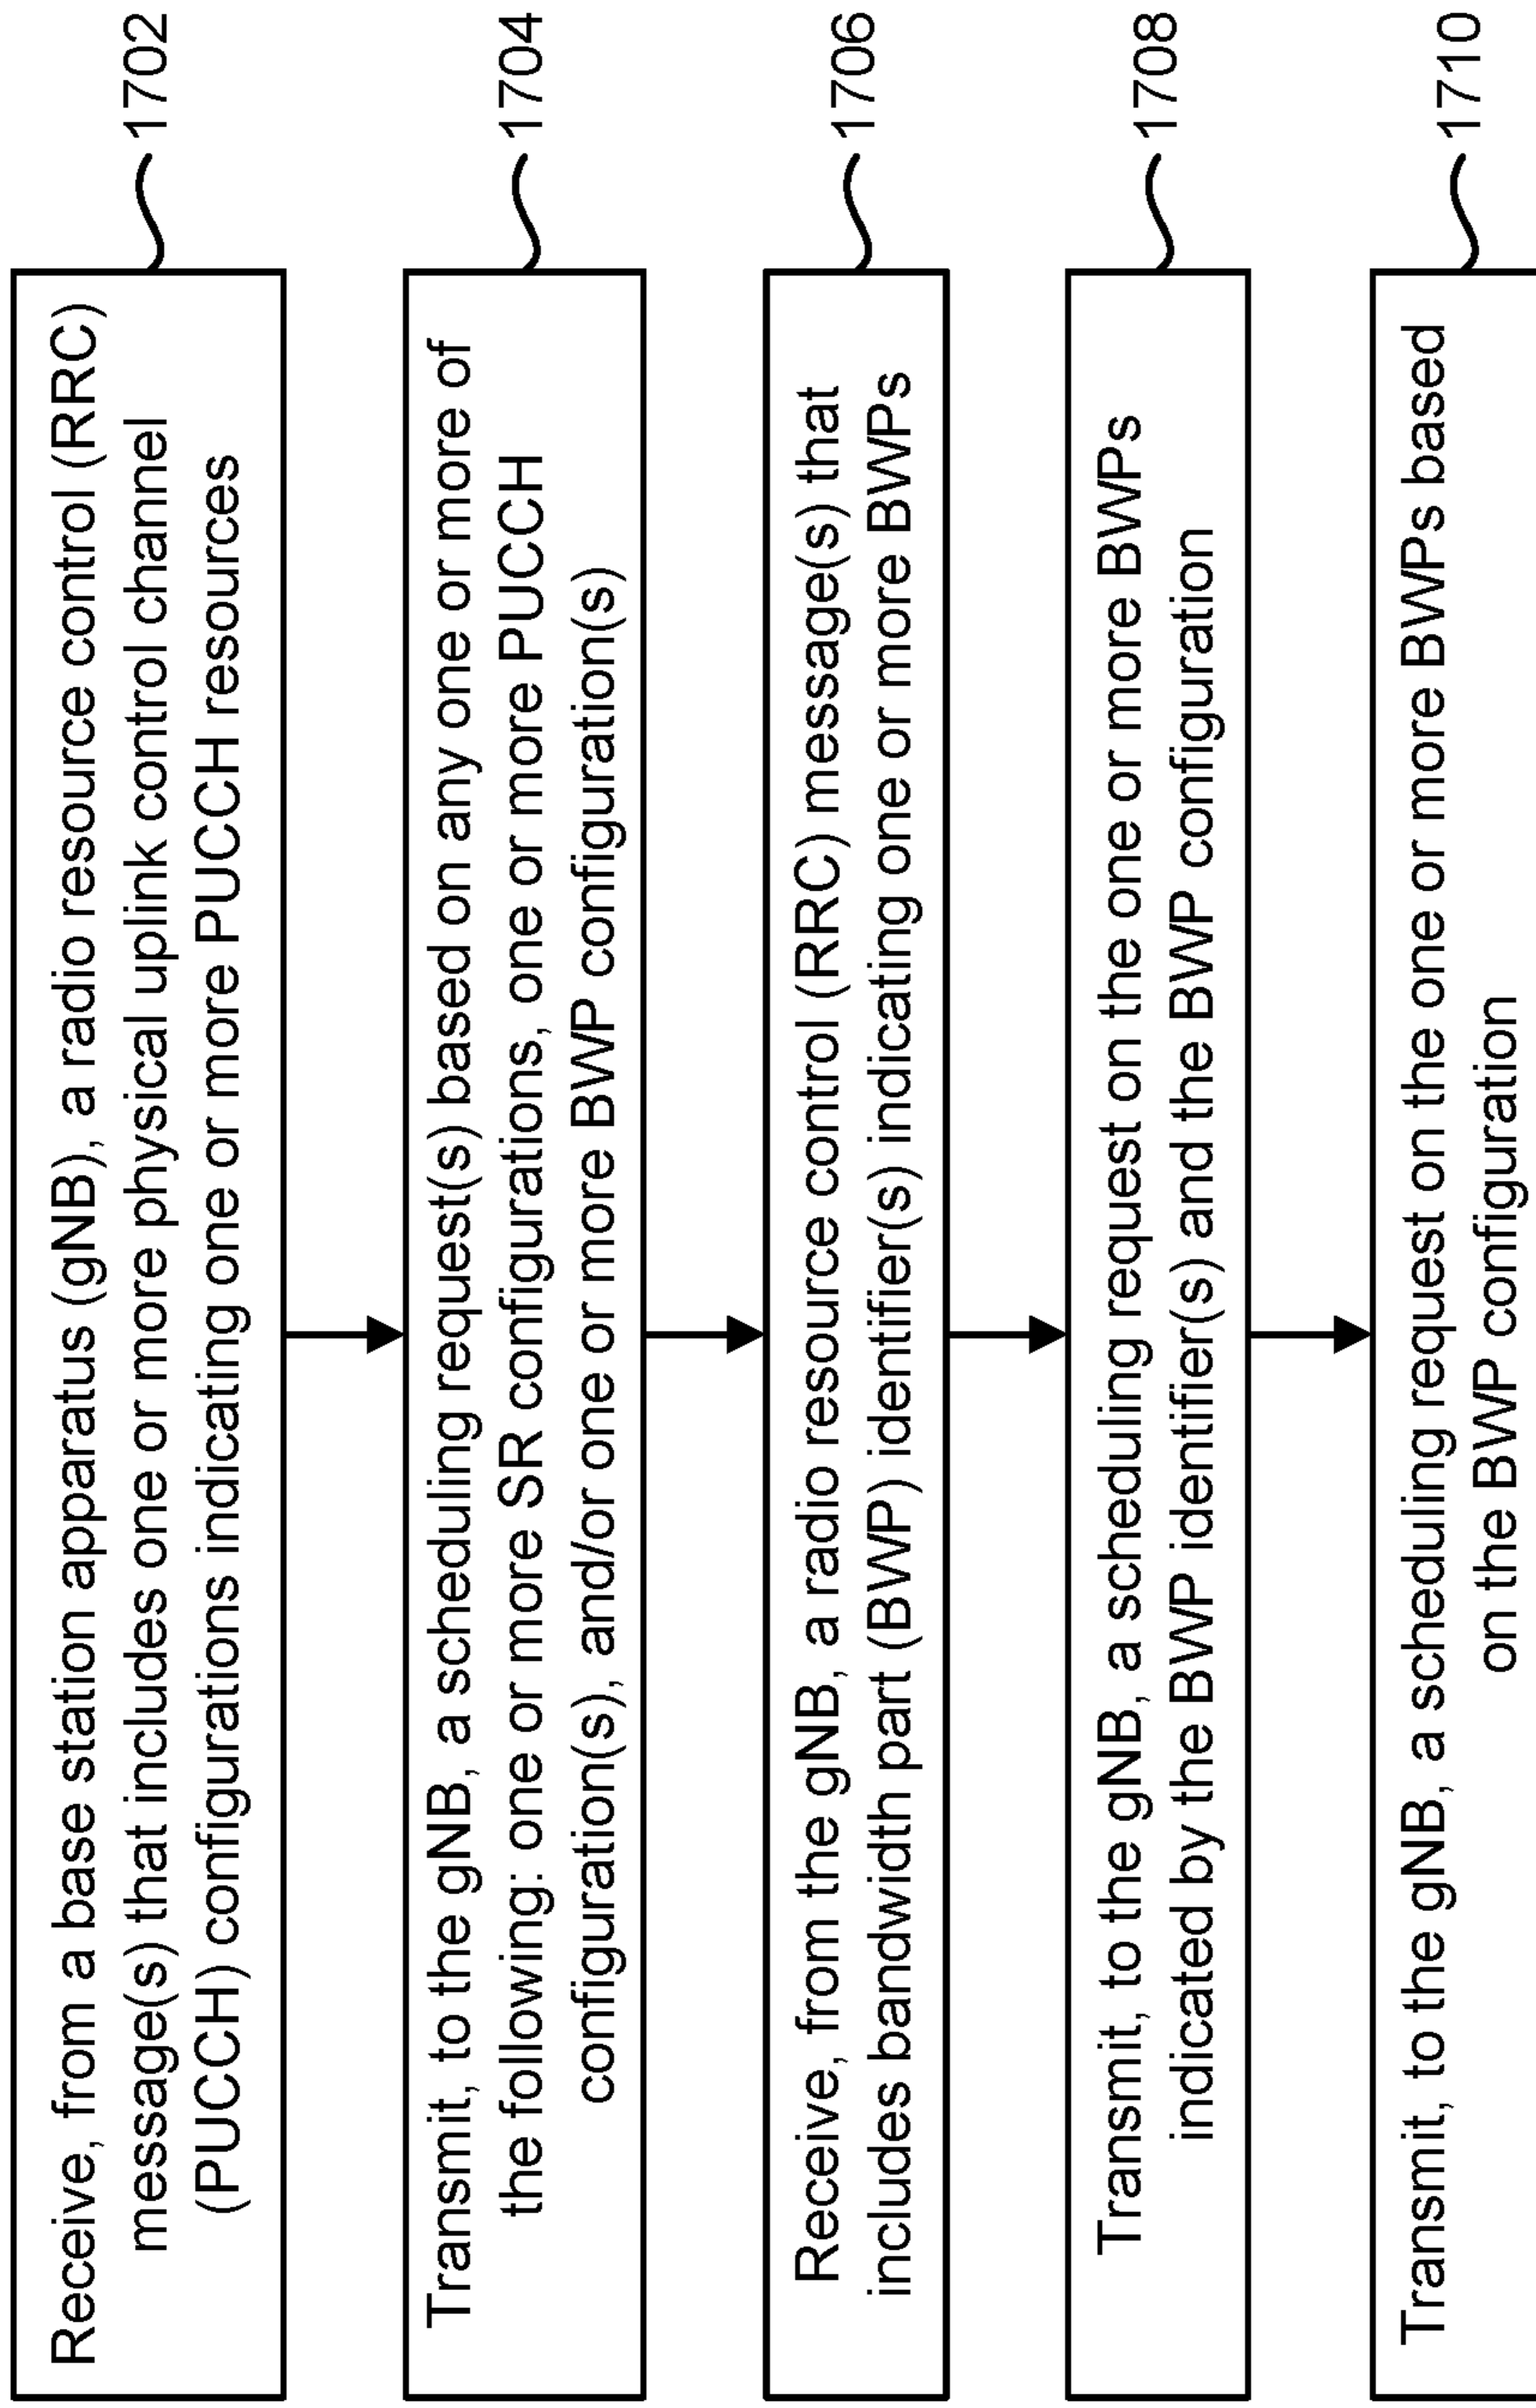 Receive, from a base station apparatus (gNB), a radio resource control (RRC)
message(s) that includes one or more physical uplink control channel
(PUCCH) configurations indicating one or more PUCCH resources
1702
Transmit, to the gNB, a scheduling request(s) based on any one or more of
the following: one or more SR configurations, one or more PUCCH
configuration(s), and/or one or more BWP configuration(s)
1704
Receive, from the gNB, a radio resource control (RRC) message(s) that
includes bandwidth part (BWP) identifier(s) indicating one or more BWPs
1706
Transmit, to the gNB, a scheduling request on the one or more BWPs
indicated by the BWP identifier(s) and the BWP configuration
1708
Transmit, to the gNB, a scheduling request on the one or more BWPs based
on the BWP configuration
1710